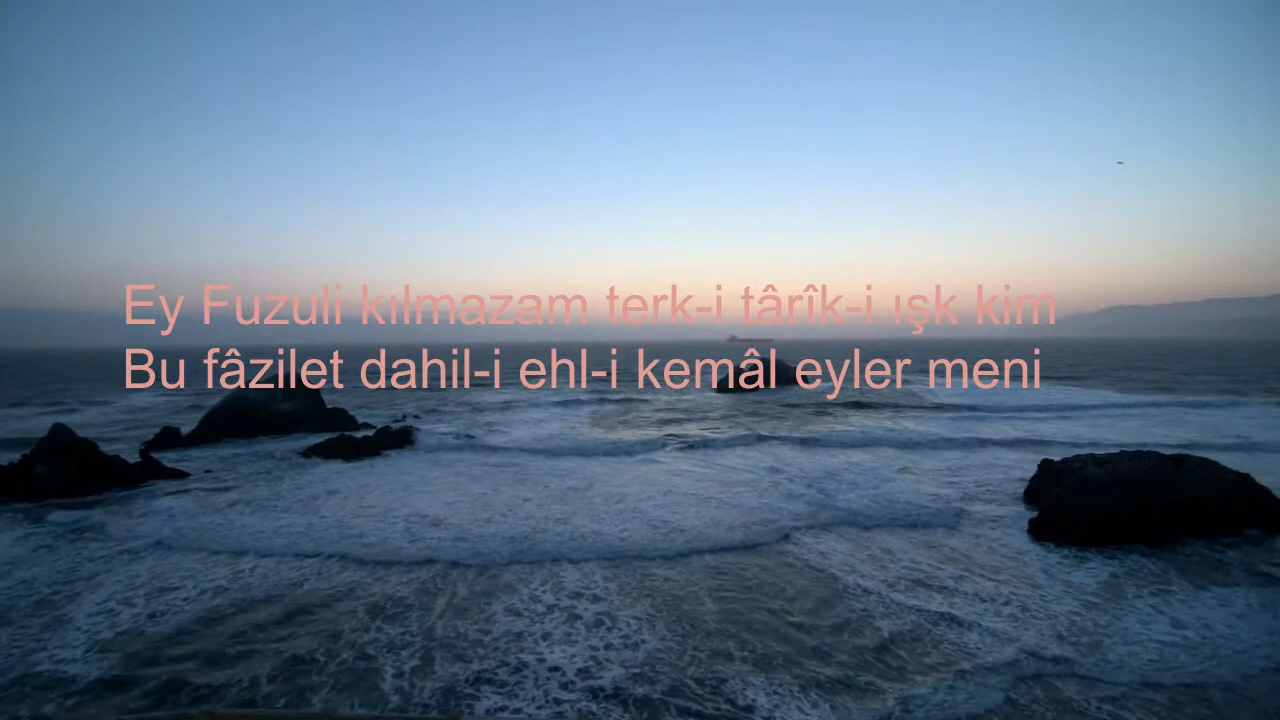 Ey Fuzuli kılmazam terk-i târîk-i ışk kim
Bu fâzilet dahil-i ehl-i kemâl eyler meni